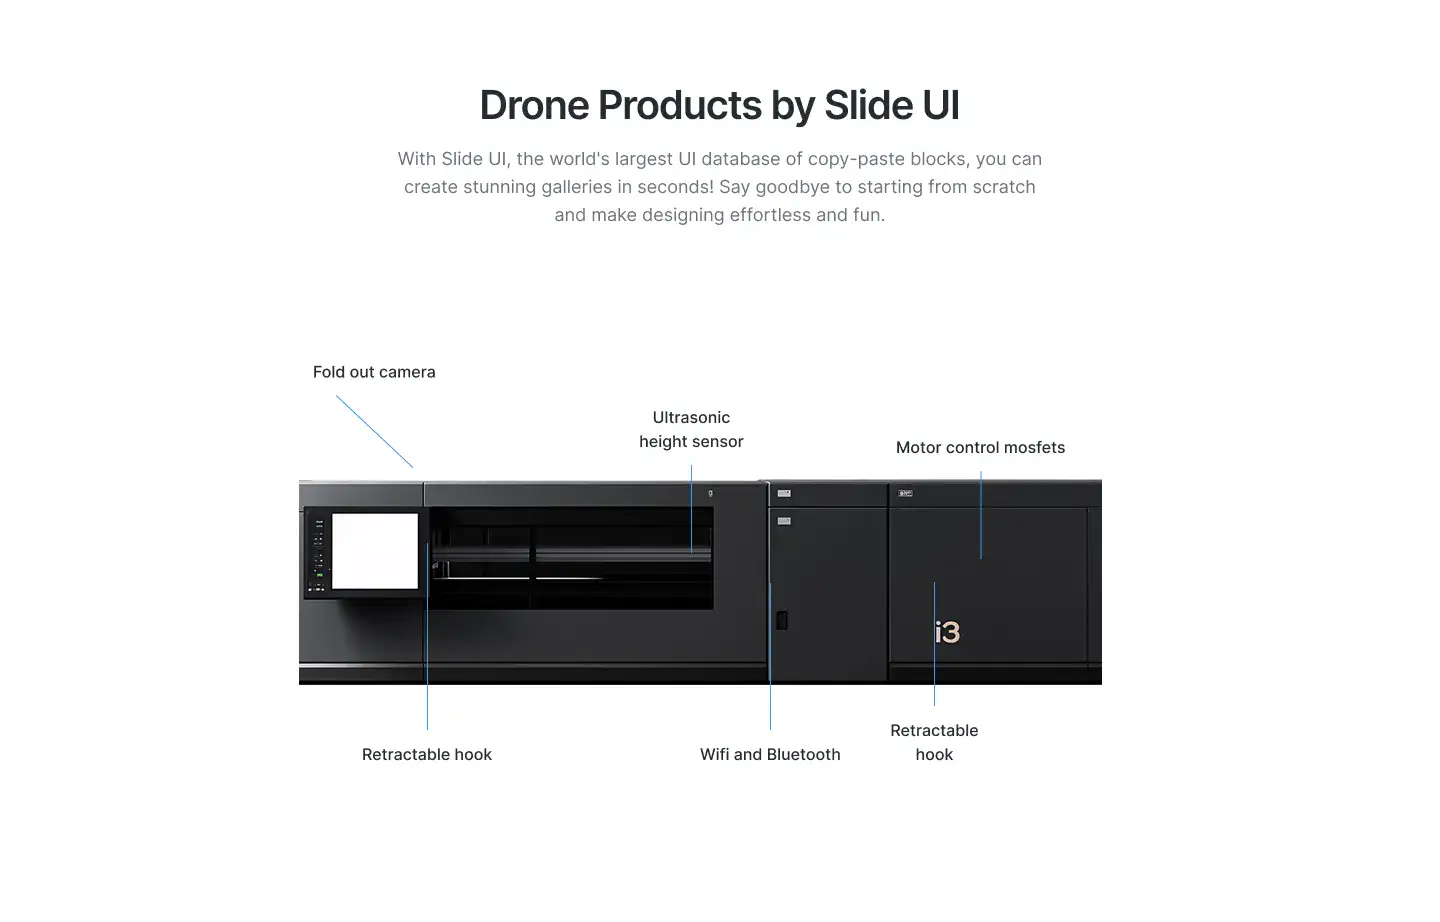 Drone Products by Slide UI
With Slide UI, the world's largest UI database of copy-paste blocks, you can
create stunning galleries in seconds! Say goodbye to starting from scratch
and make designing effortless and fun.
Fold out camera
Ultrasonic
height sensor
Motor control mosfets
i3
Retractable hook
Wifi and Bluetooth
Retractable
hook